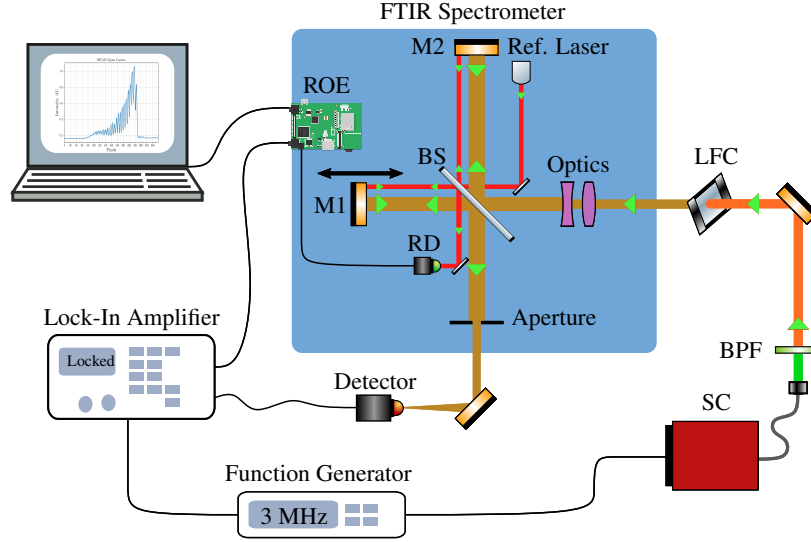 FTIR Spectrometer
M2
Ref. Laser
ROE
BS
Optics
LFC
M1
RD
Lock-In Amplifier
Aperture
Locked
BPF
Detector
SC
Function Generator
3 MHz
Pixel